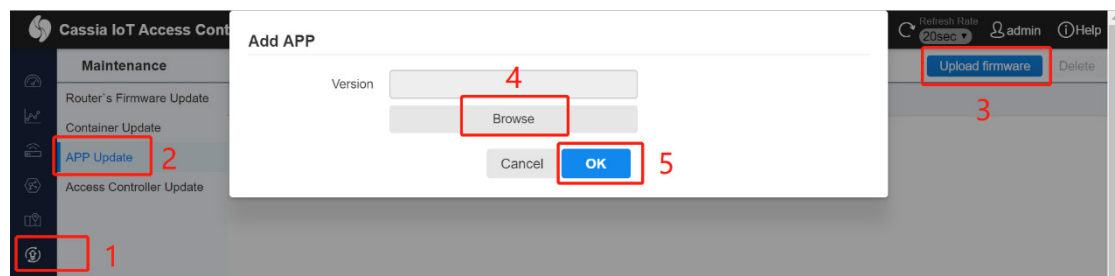 Cassia IoT Access Cont
Refresh Rate
20sec
admin
Help
Maintenance
Upload firmware
Delete
3
Router`s Firmware Update
Container Update
APP Update
2
Access Controller Update
1
Add APP
Version
4
Browse
Cancel
OK
5